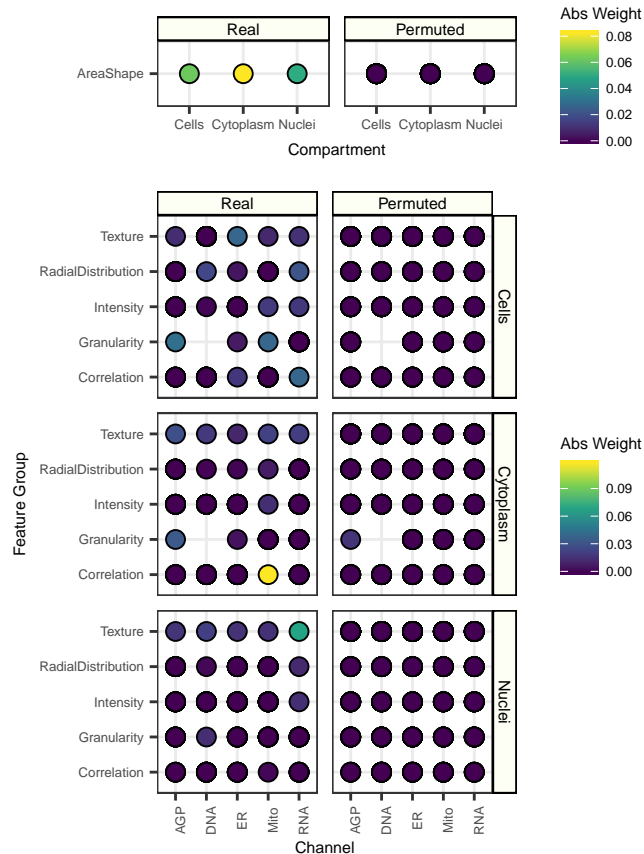 Real
Permuted
AreaShape
Cells Cytoplasm Nuclei
Cells Cytoplasm Nuclei
Compartment
Abs Weight
0.08
0.06
0.04
0.02
0.00
Real
Permuted
Feature Group
Texture
RadialDistribution
Intensity
Granularity
Correlation
Cells
Texture
RadialDistribution
Intensity
Granularity
Correlation
Cytoplasm
Texture
RadialDistribution
Intensity
Granularity
Correlation
Nuclei
AGP DNA ER Mito RNA
AGP DNA ER Mito RNA
Channel
Abs Weight
0.09
0.06
0.03
0.00